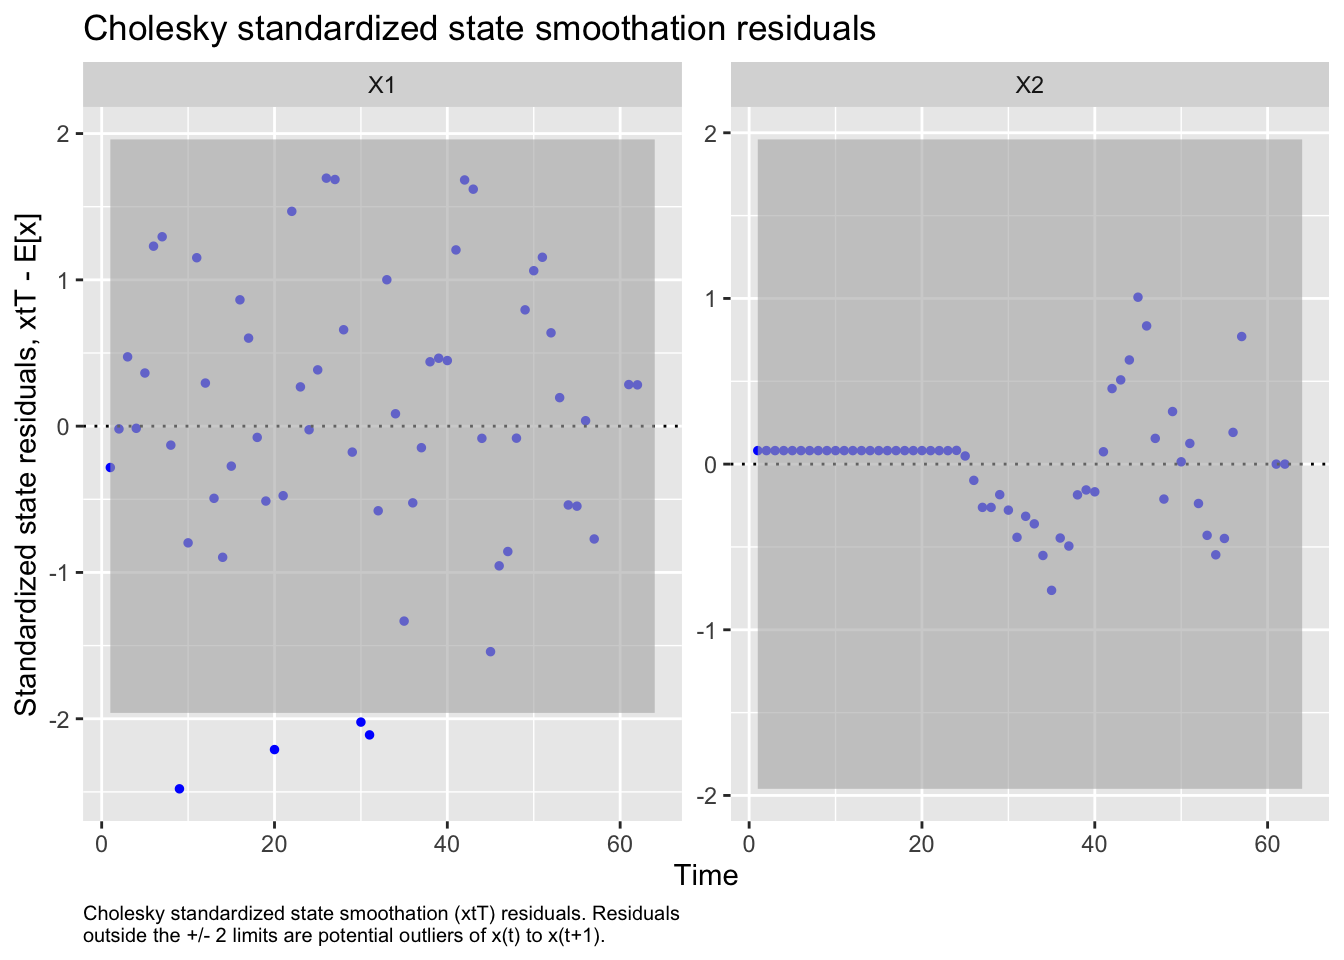 Cholesky standardized state smoothation residuals
X1
X2
Standardized state residuals, xtT - E[x]
2
1
0
-1
-2
2
1
0
-1
-2
0
20
40
60
0
20
40
60
Time
Cholesky standardized state smoothation (xtT) residuals. Residuals
outside the +/- 2 limits are potential outliers of x(t) to x(t+1).